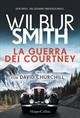 WILBUR
SMITH
LA GUERRA
DEI COURTNEY
DAVID CHURCHILL
HarperCollins